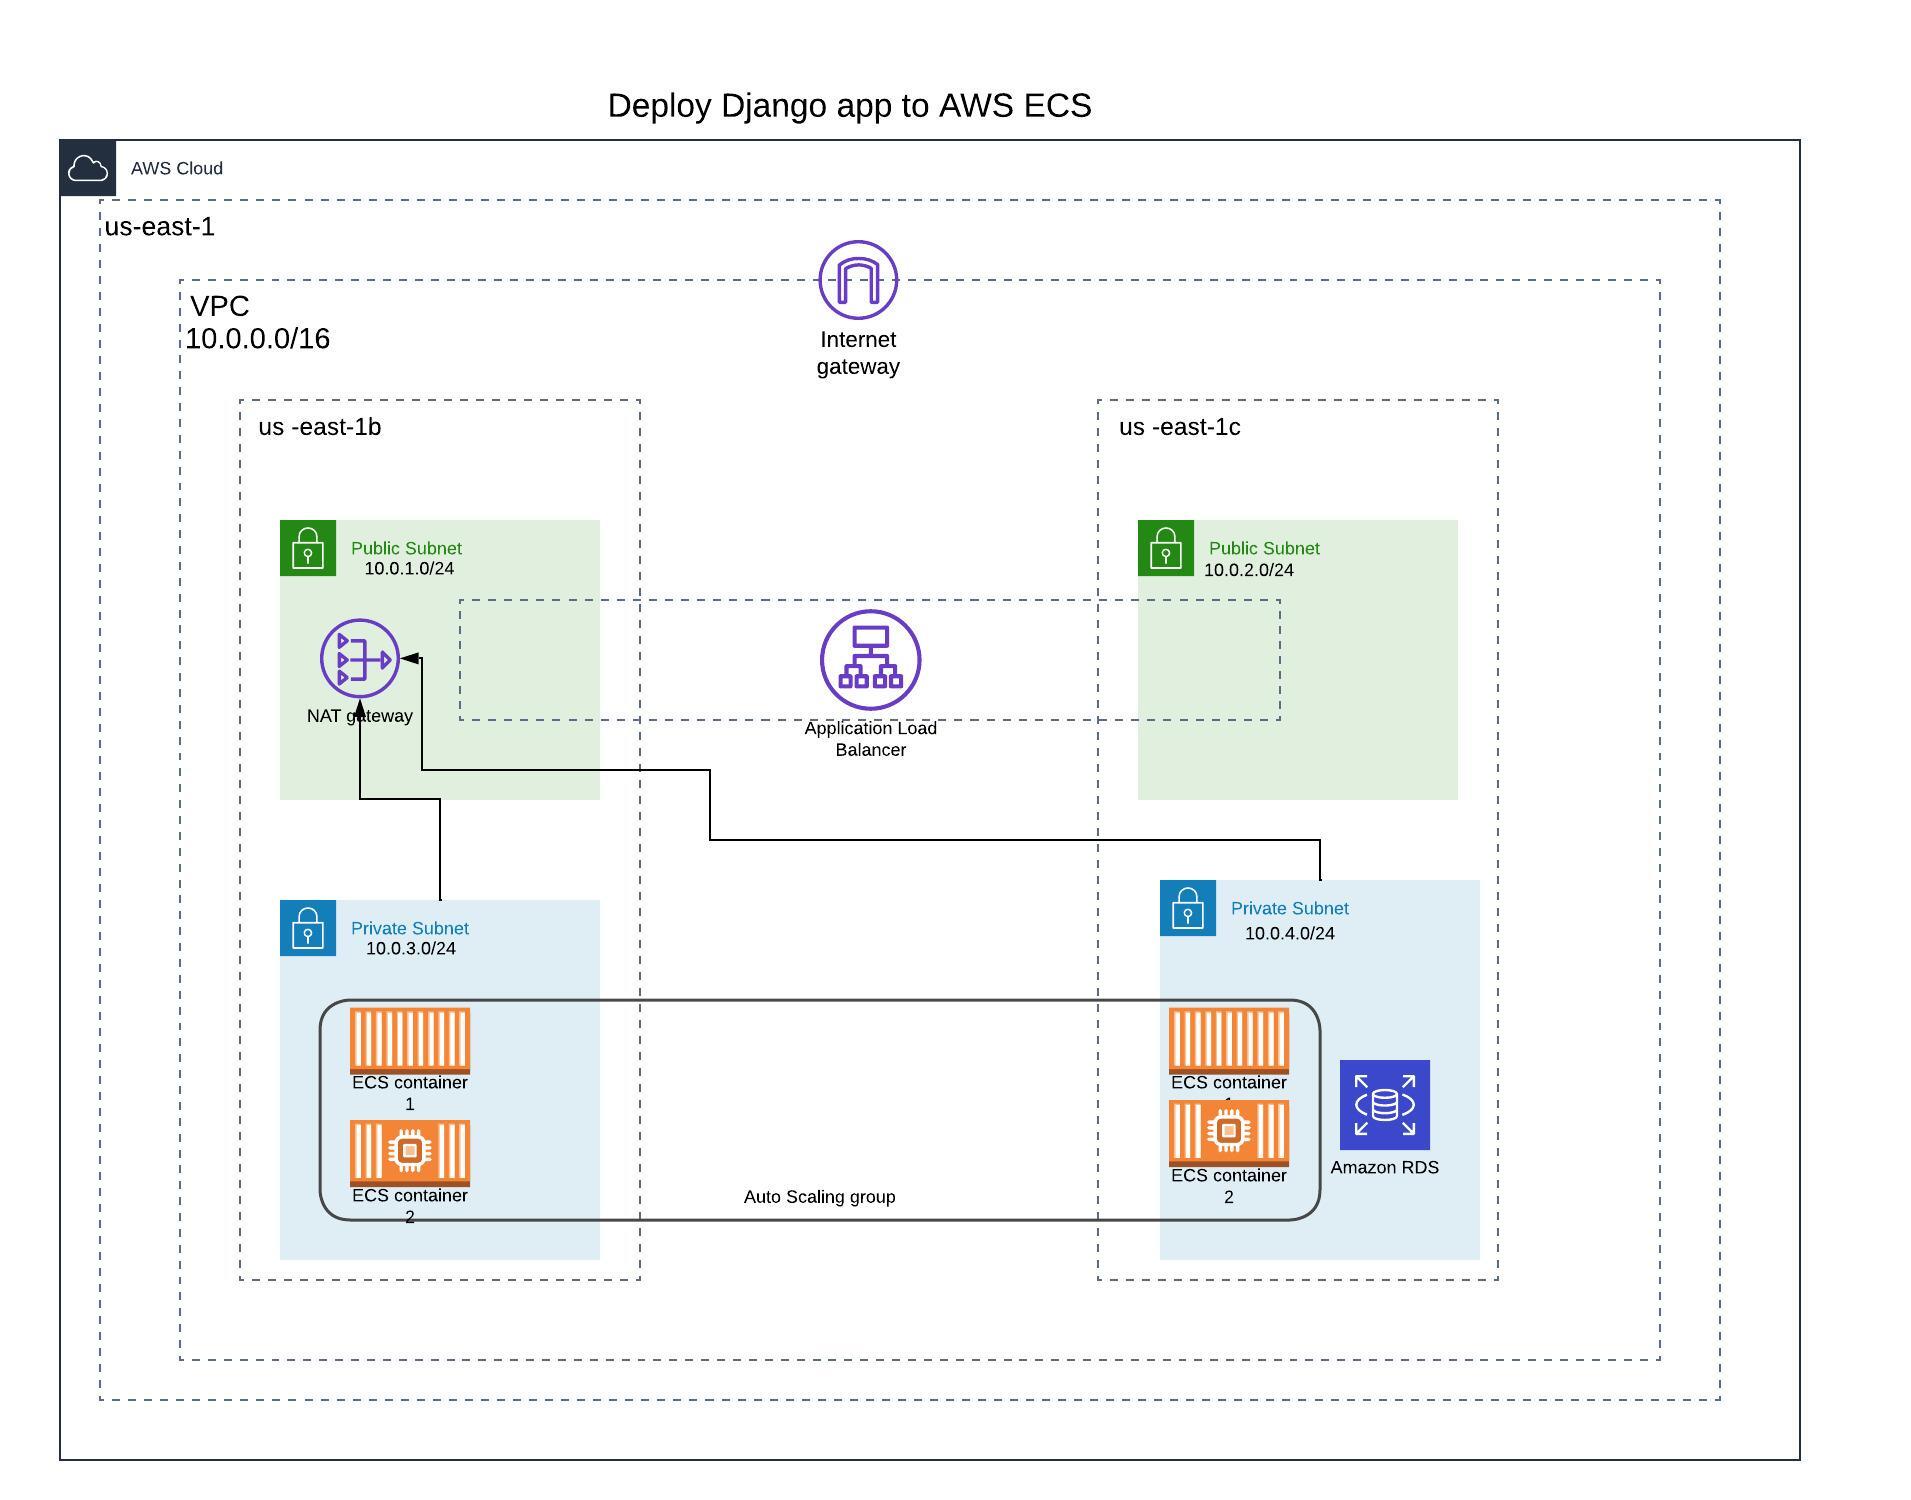 Deploy Django app to AWS ECS
AWS Cloud
us-east-1
VPC
10.0.0.0/16
Internet
gateway
us -east-1b
us -east-1c
Public Subnet
10.0.1.0/24
Public Subnet
10.0.2.0/24
NAT gateway
Application Load
Balancer
Private Subnet
10.0.3.0/24
Private Subnet
10.0.4.0/24
ECS container
1
ECS container
2
ECS container
1
ECS container
2
Amazon RDS
Auto Scaling group